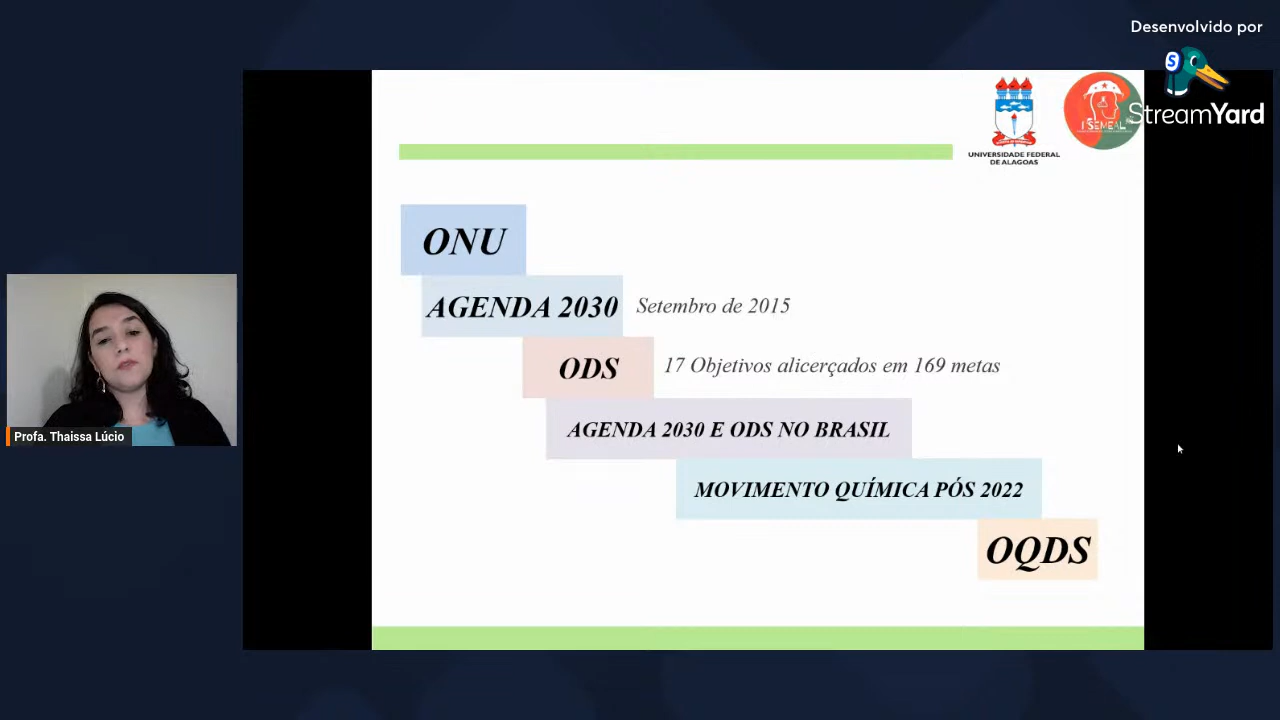 Desenvolvido por
StreamYard
I SEMEAL
UNIVERSIDADE FEDERAL
DE ALAGOAS
ONU
AGENDA 2030
Setembro de 2015
ODS
17 Objetivos alicerçados em 169 metas
AGENDA 2030 E ODS NO BRASIL
MOVIMENTO QUÍMICA PÓS 2022
OQDS
Profa. Thaissa Lúcio